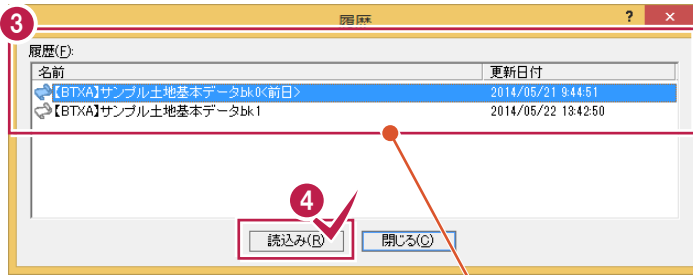 3
履歴
? ×
履歴(F):
名前 更新日付
【BTXA】サンプル土地基本データbk0<前日> 2014/05/21 9:44:51
【BTXA】サンプル土地基本データbk1 2014/05/22 13:42:50
4
読込み(R) 閉じる(C)